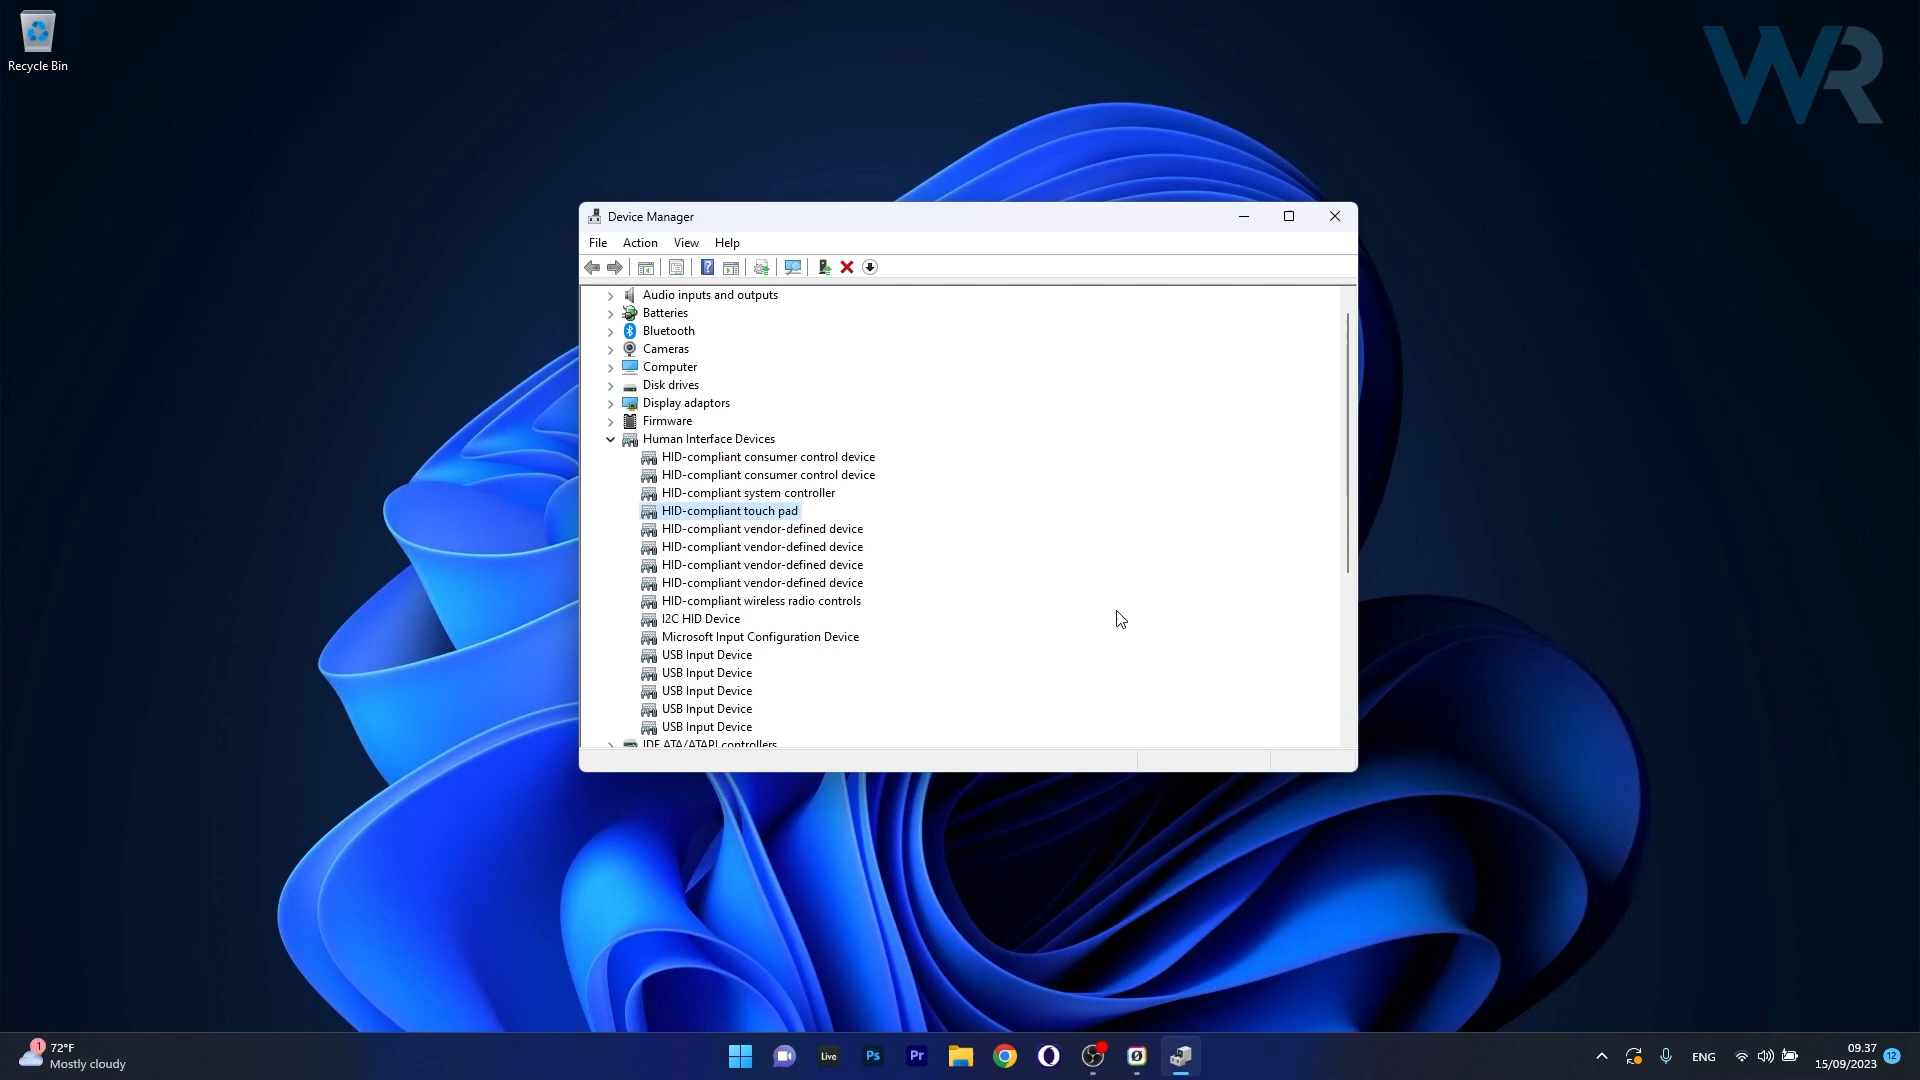 Recycle Bin
WR
Device Manager
File Action View Help
Audio inputs and outputs
Batteries
Bluetooth
Cameras
Computer
Disk drives
Display adaptors
Firmware
Human Interface Devices
HID-compliant consumer control device
HID-compliant consumer control device
HID-compliant system controller
HID-compliant touch pad
HID-compliant vendor-defined device
HID-compliant vendor-defined device
HID-compliant vendor-defined device
HID-compliant vendor-defined device
HID-compliant wireless radio controls
I2C HID Device
Microsoft Input Configuration Device
USB Input Device
USB Input Device
USB Input Device
USB Input Device
USB Input Device
IDE ATA/ATAPI controllers
1
72°F
Mostly cloudy
Live
Ps
Pr
ENG
09.37
15/09/2023
12